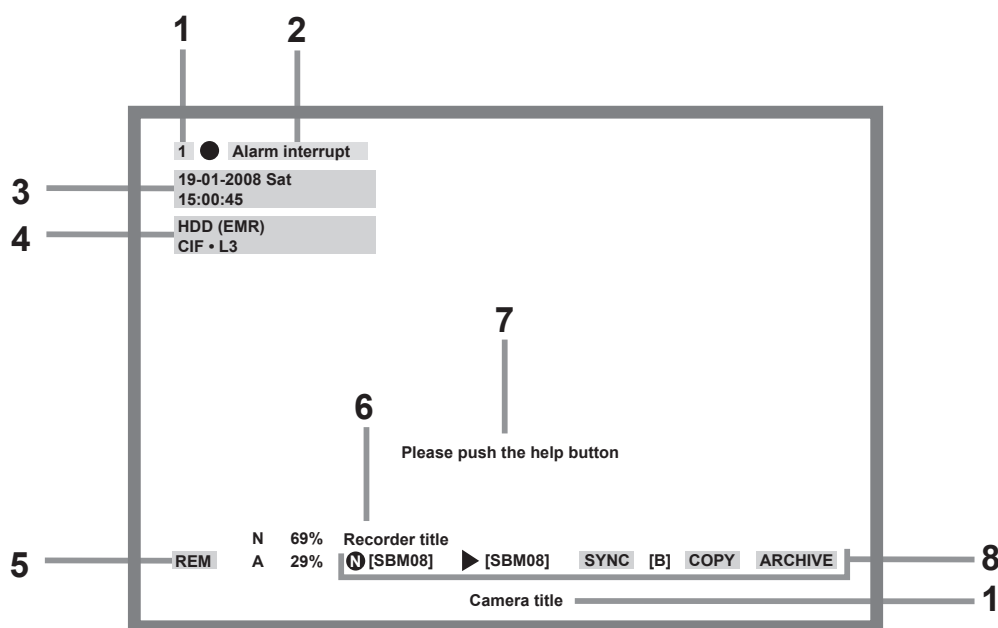 1 2
1 ● Alarm interrupt
3
19-01-2008 Sat
15:00:45
4
HDD (EMR)
CIF • L3
7
6
Please push the help button
N 69% Recorder title
5 REM A 29% N [SBM08] ▶ [SBM08] SYNC [B] COPY ARCHIVE 8
Camera title 1